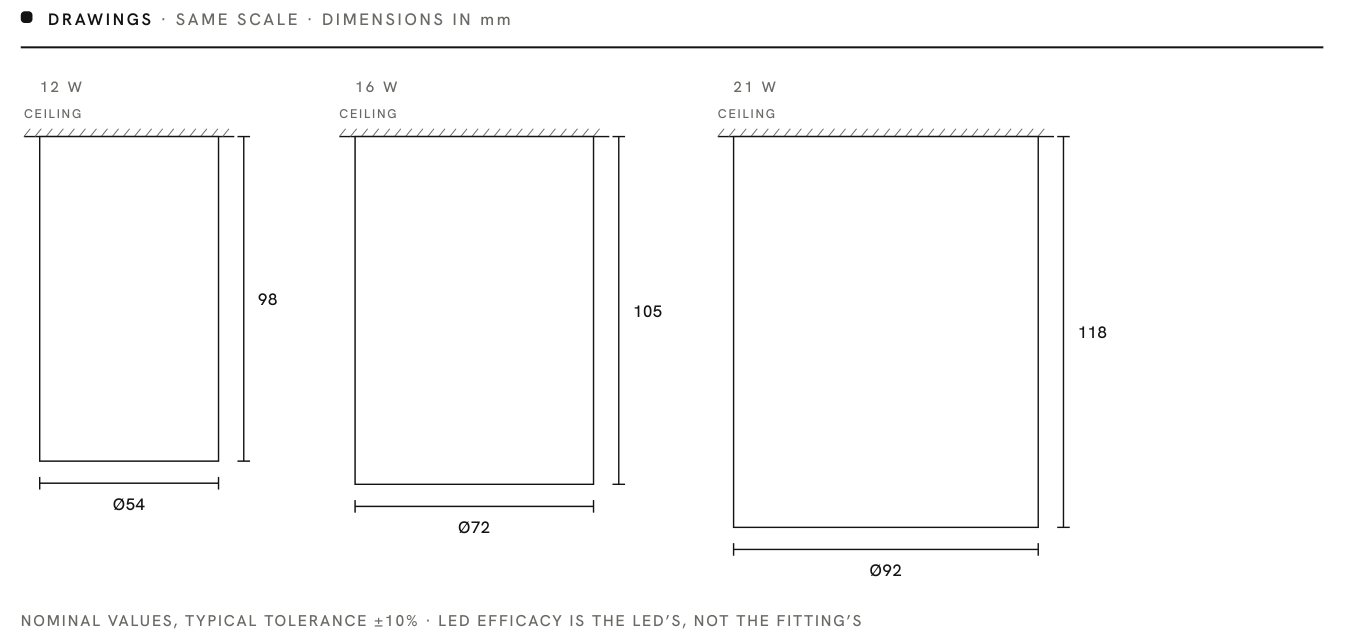 DRAWINGS · SAME SCALE · DIMENSIONS IN mm
12 W
16 W
21 W
CEILING
CEILING
CEILING
98
105
118
Ø54
Ø72
Ø92
NOMINAL VALUES, TYPICAL TOLERANCE ±10% · LED EFFICACY IS THE LED’S, NOT THE FITTING’S